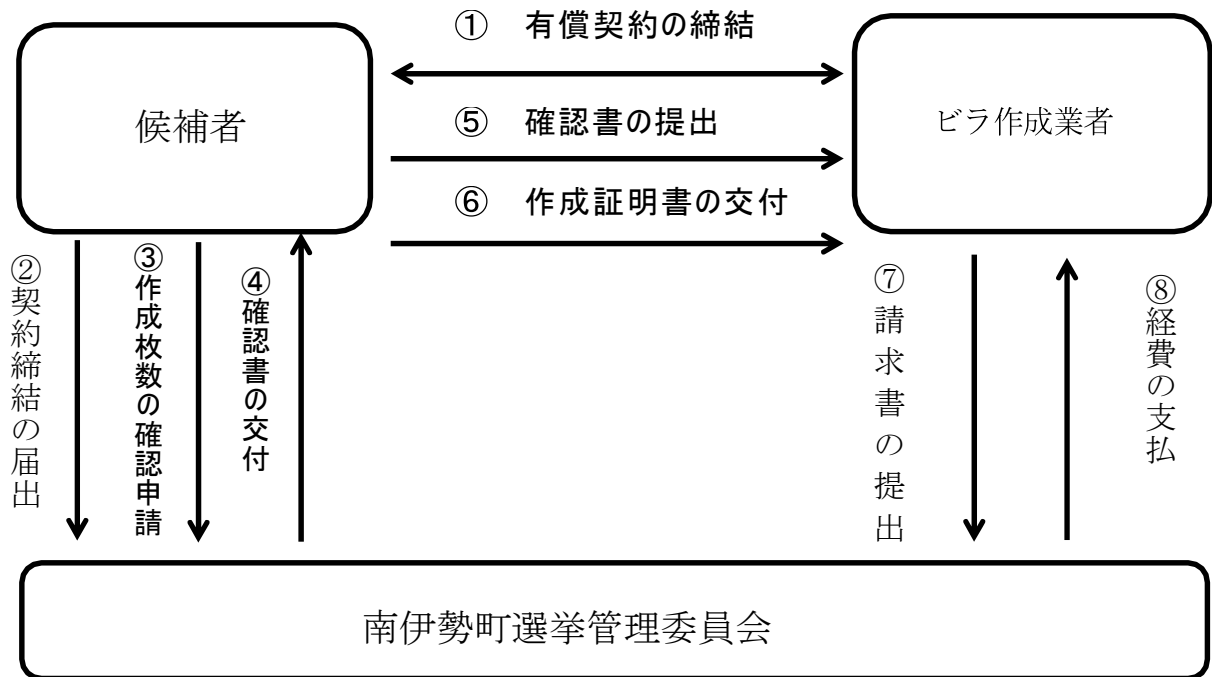 ① 有償契約の締結
候補者
ビラ作成業者
⑤ 確認書の提出
⑥ 作成証明書の交付
②契約締結の届出
③作成枚数の確認申請
④確認書の交付
⑦請求書の提出
⑧経費の支払
南伊勢町選挙管理委員会